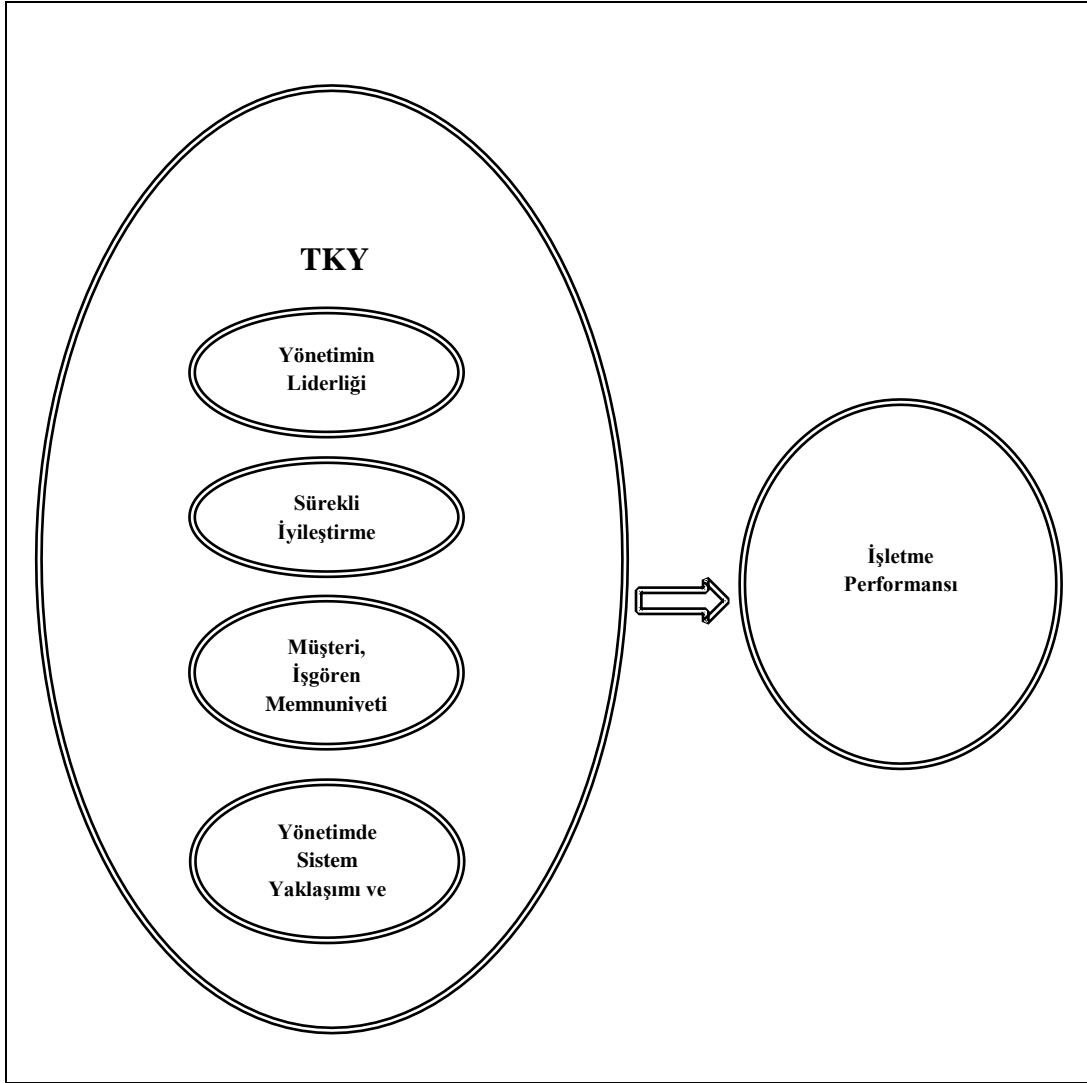 TKY
Yönetimin
Liderliği
Sürekli
İyileştirme
Müşteri,
İşgören
Memnuniyeti
Yönetimde
Sistem
Yaklaşımı ve
İşletme
Performansı